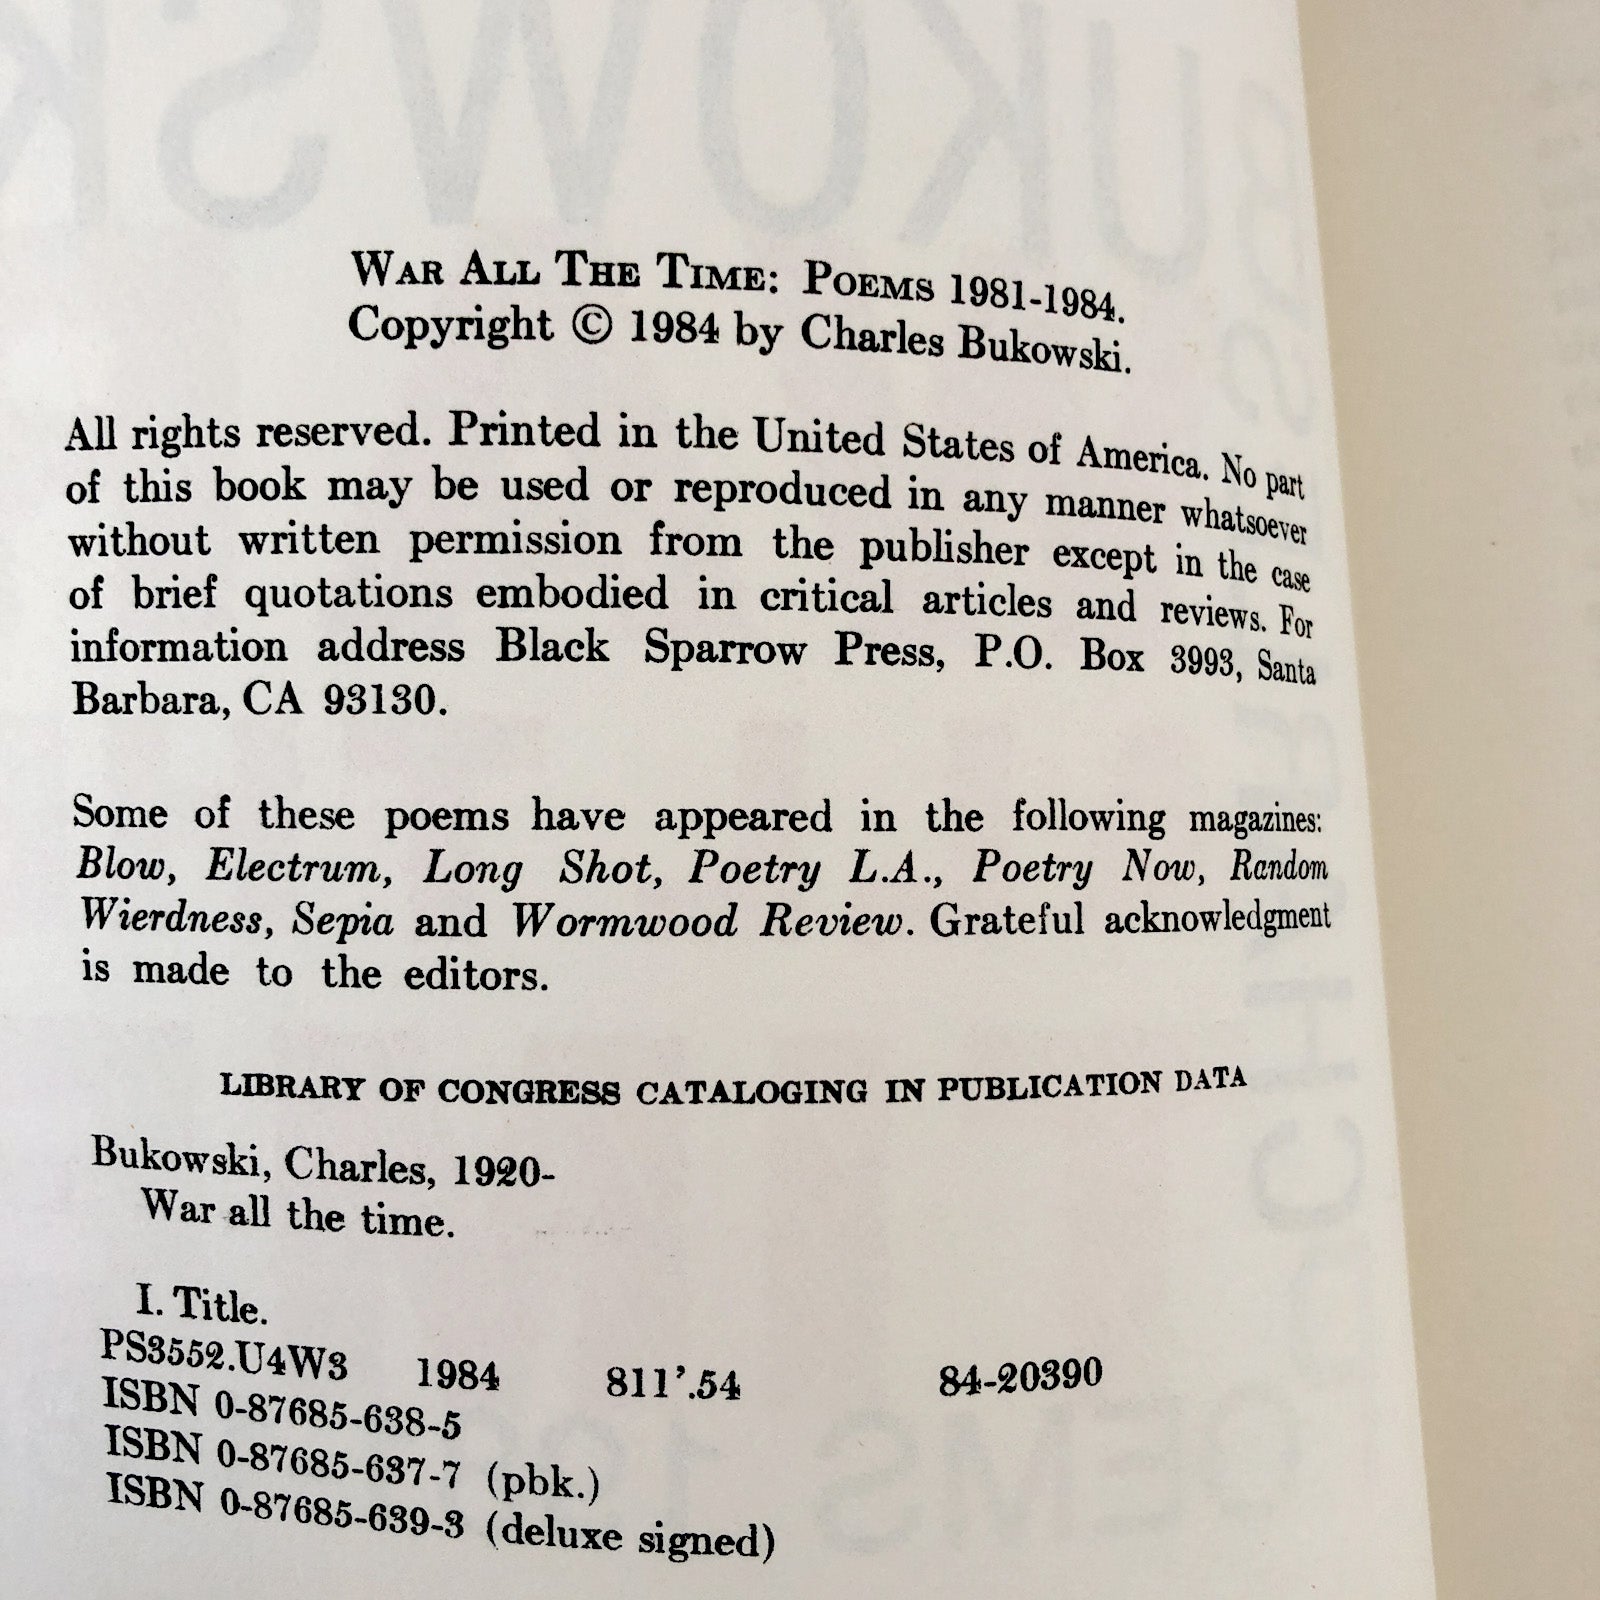 WAR ALL THE TIME: POEMS 1981-1984.
Copyright © 1984 by Charles Bukowski.
All rights reserved. Printed in the United States of America. No part
of this book may be used or reproduced in any manner whatsoever
without written permission from the publisher except in the case
of brief quotations embodied in critical articles and reviews. For
information address Black Sparrow Press, P.O. Box 3993, Santa
Barbara, CA 93130.
Some of these poems have appeared in the following magazines:
Blow, Electrum, Long Shot, Poetry L.A., Poetry Now, Random
Wierdness, Sepia and Wormwood Review. Grateful acknowledgment
is made to the editors.
LIBRARY OF CONGRESS CATALOGING IN PUBLICATION DATA
Bukowski, Charles, 1920-
War all the time.
I. Title.
PS3552.U4W3 1984 811'.54 84-20390
ISBN 0-87685-638-5
ISBN 0-87685-637-7 (pbk.)
ISBN 0-87685-639-3 (deluxe signed)